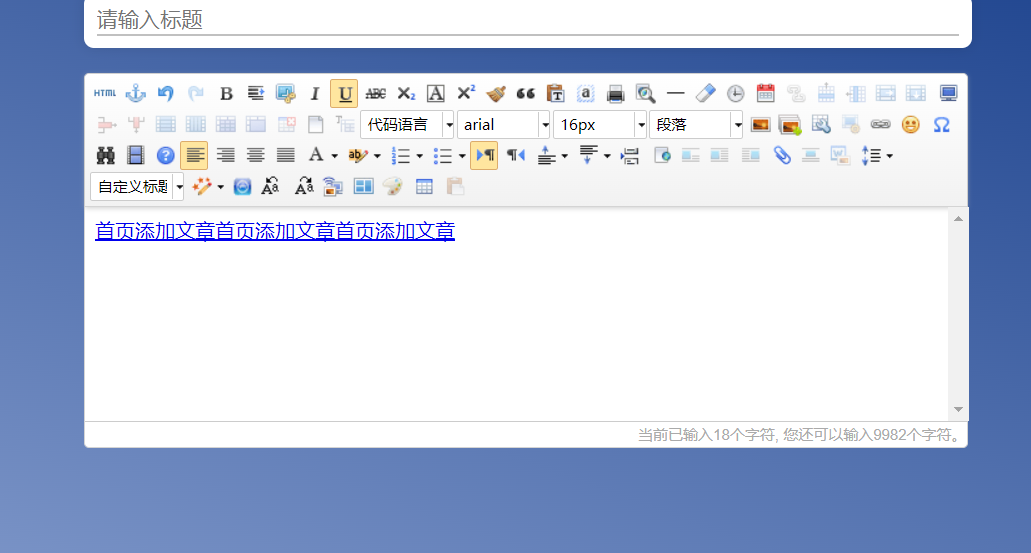 请输入标题
HTML
B I U ABC X₂ A X² T a
T 代码语言 arial 16px 段落 Ω
? A ab
自定义标题 A A
首页添加文章首页添加文章首页添加文章
当前已输入18个字符, 您还可以输入9982个字符。